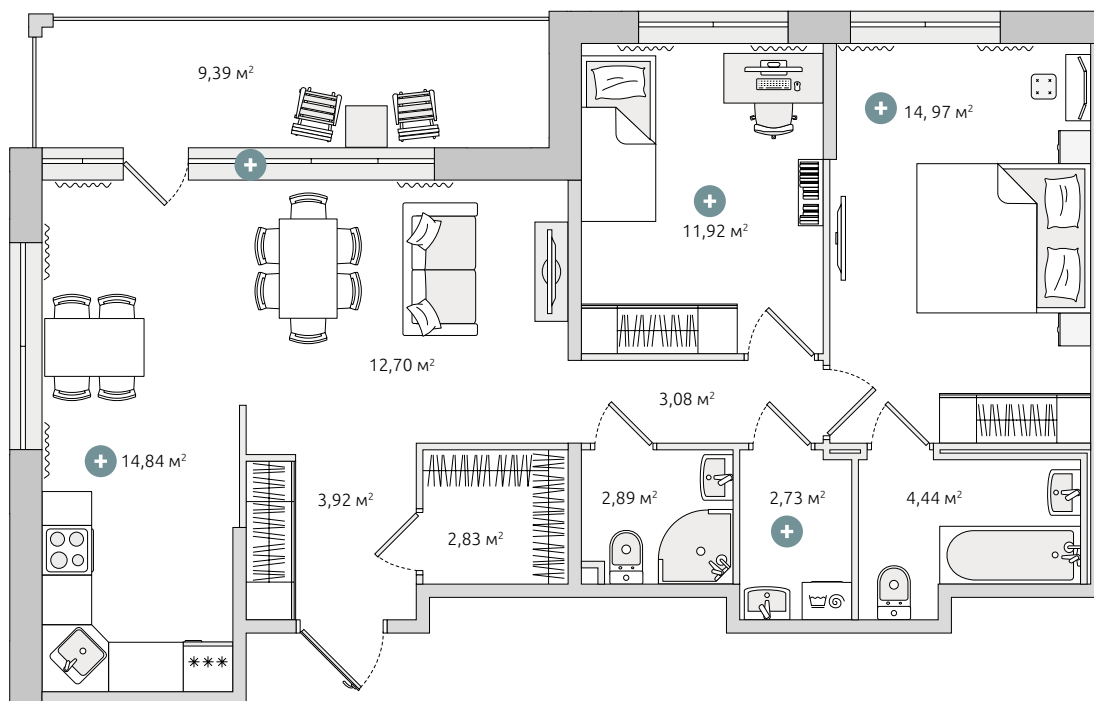 9,39 м²
14, 97 м²
11,92 м²
12,70 м²
3,08 м²
14,84 м²
3,92 м²
2,83 м²
2,89 м²
2,73 м²
4,44 м²